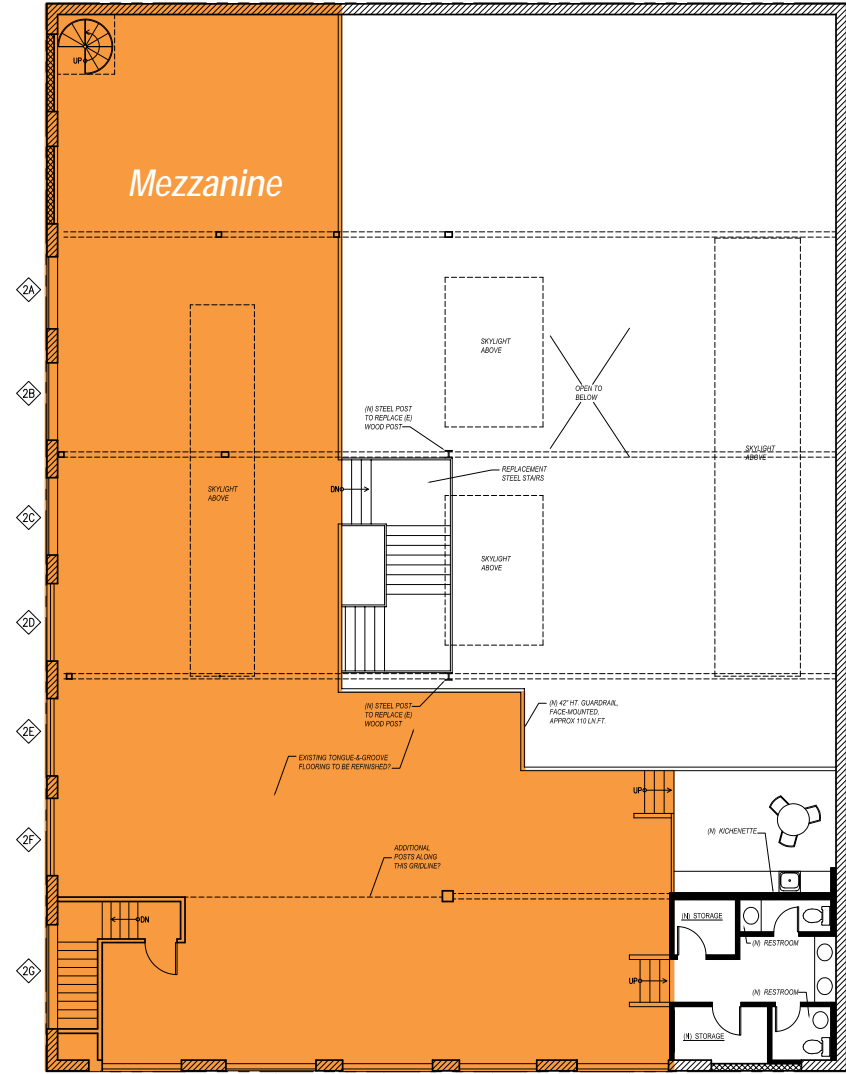 UP
Mezzanine
2A
SKYLIGHT
ABOVE
2B
OPEN TO
BELOW
(N) STEEL POST
TO REPLACE (E)
WOOD POST
SKYLIGHT
ABOVE
REPLACEMENT
STEEL STAIRS
DN
SKYLIGHT
ABOVE
2C
SKYLIGHT
ABOVE
2D
(N) STEEL POST
TO REPLACE (E)
WOOD POST
(N) 42" HT. GUARDRAIL,
FACE-MOUNTED,
APPROX 110 LN.FT.
2E
EXISTING TONGUE-&-GROOVE
FLOORING TO BE REFINISHED?
UP
2F
(N) KICHENETTE
ADDITIONAL
POSTS ALONG
THIS GRIDLINE?
DN
(N) STORAGE
(N) RESTROOM
2G
UP
(N) RESTROOM
(N) STORAGE